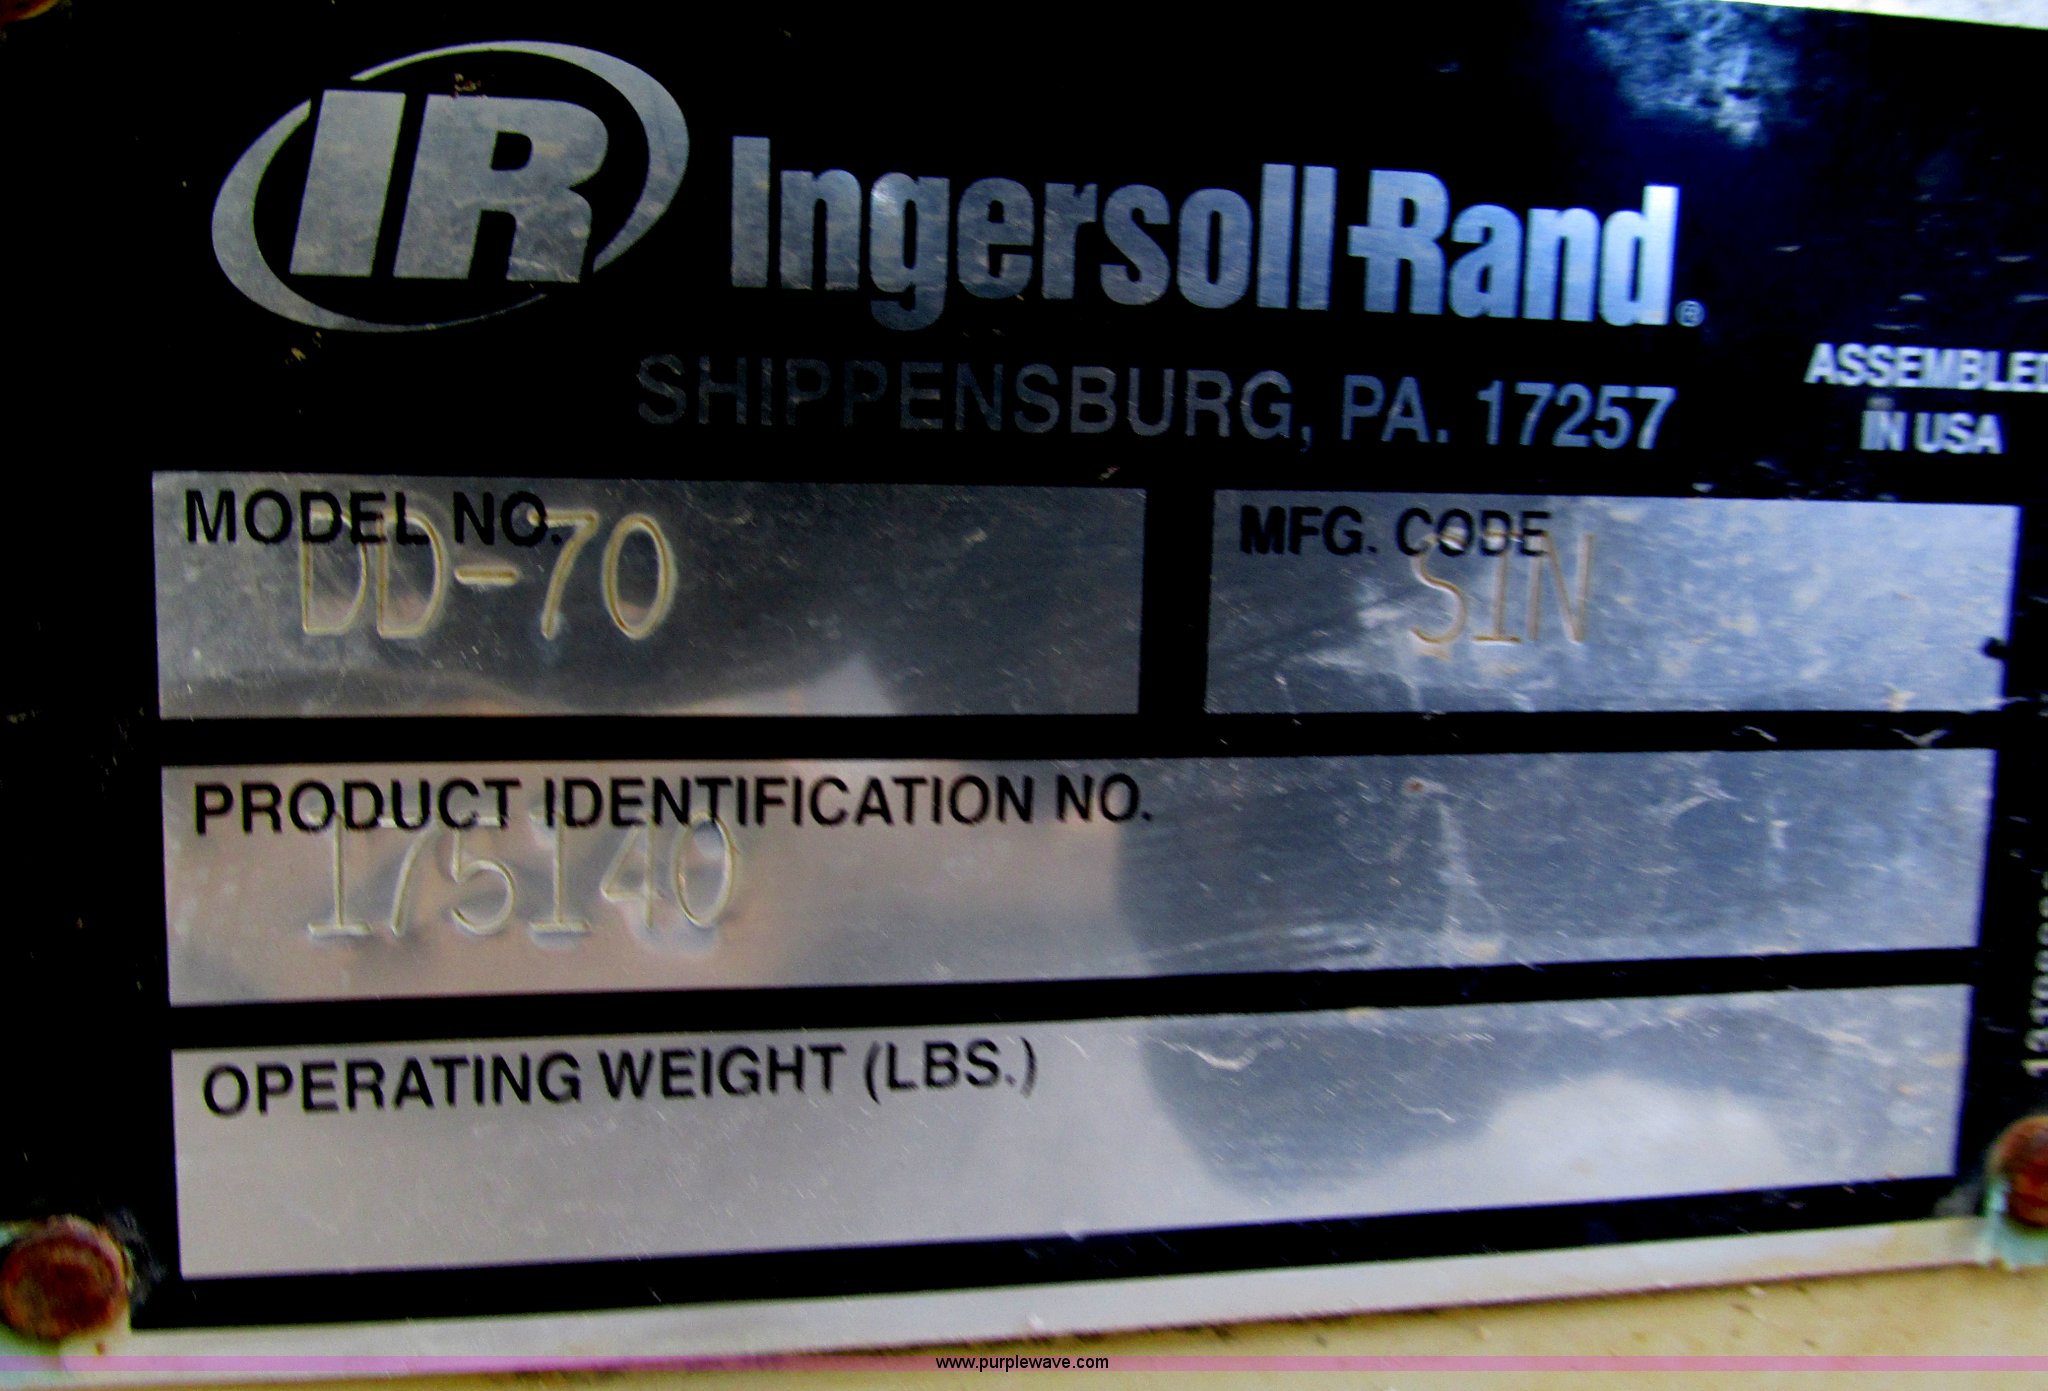 IR Ingersoll-Rand®
SHIPPENSBURG, PA. 17257
ASSEMBLED
IN USA
MODEL NO.
DD-70
MFG. CODE
SIN
PRODUCT IDENTIFICATION NO.
175140
OPERATING WEIGHT (LBS.)
www.purplewave.com